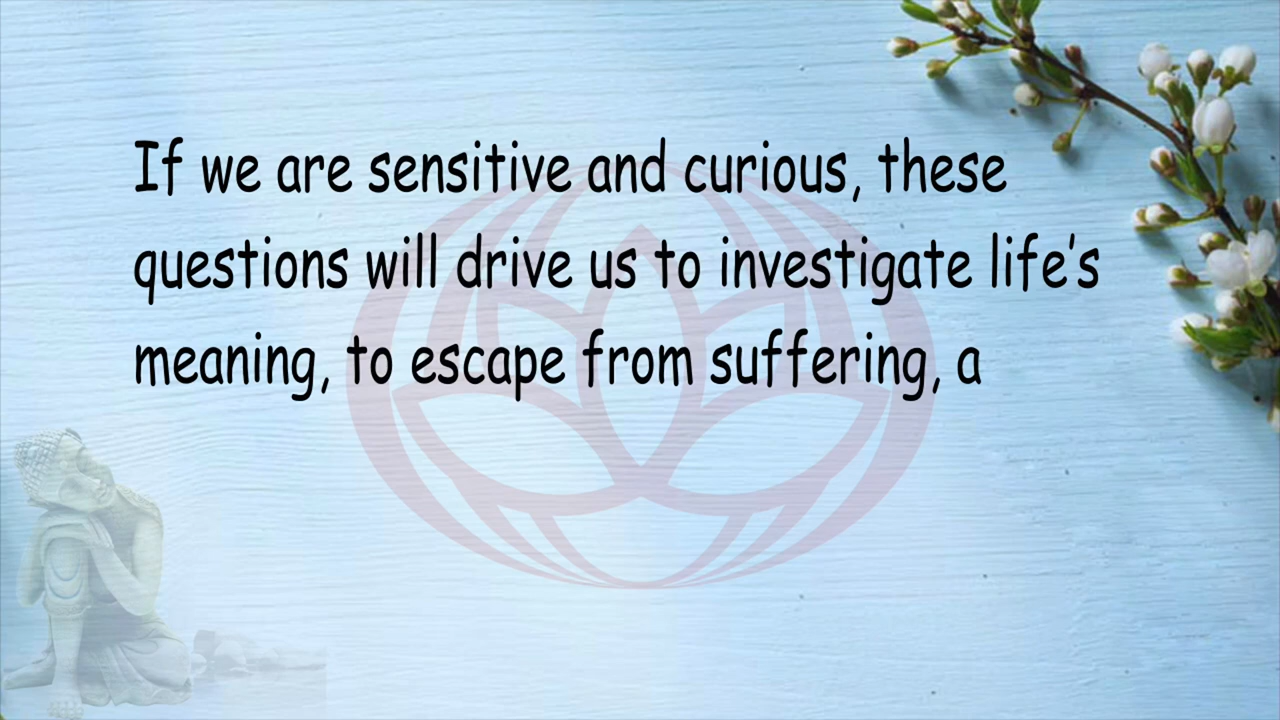 If we are sensitive and curious, these
questions will drive us to investigate life's
meaning, to escape from suffering, a